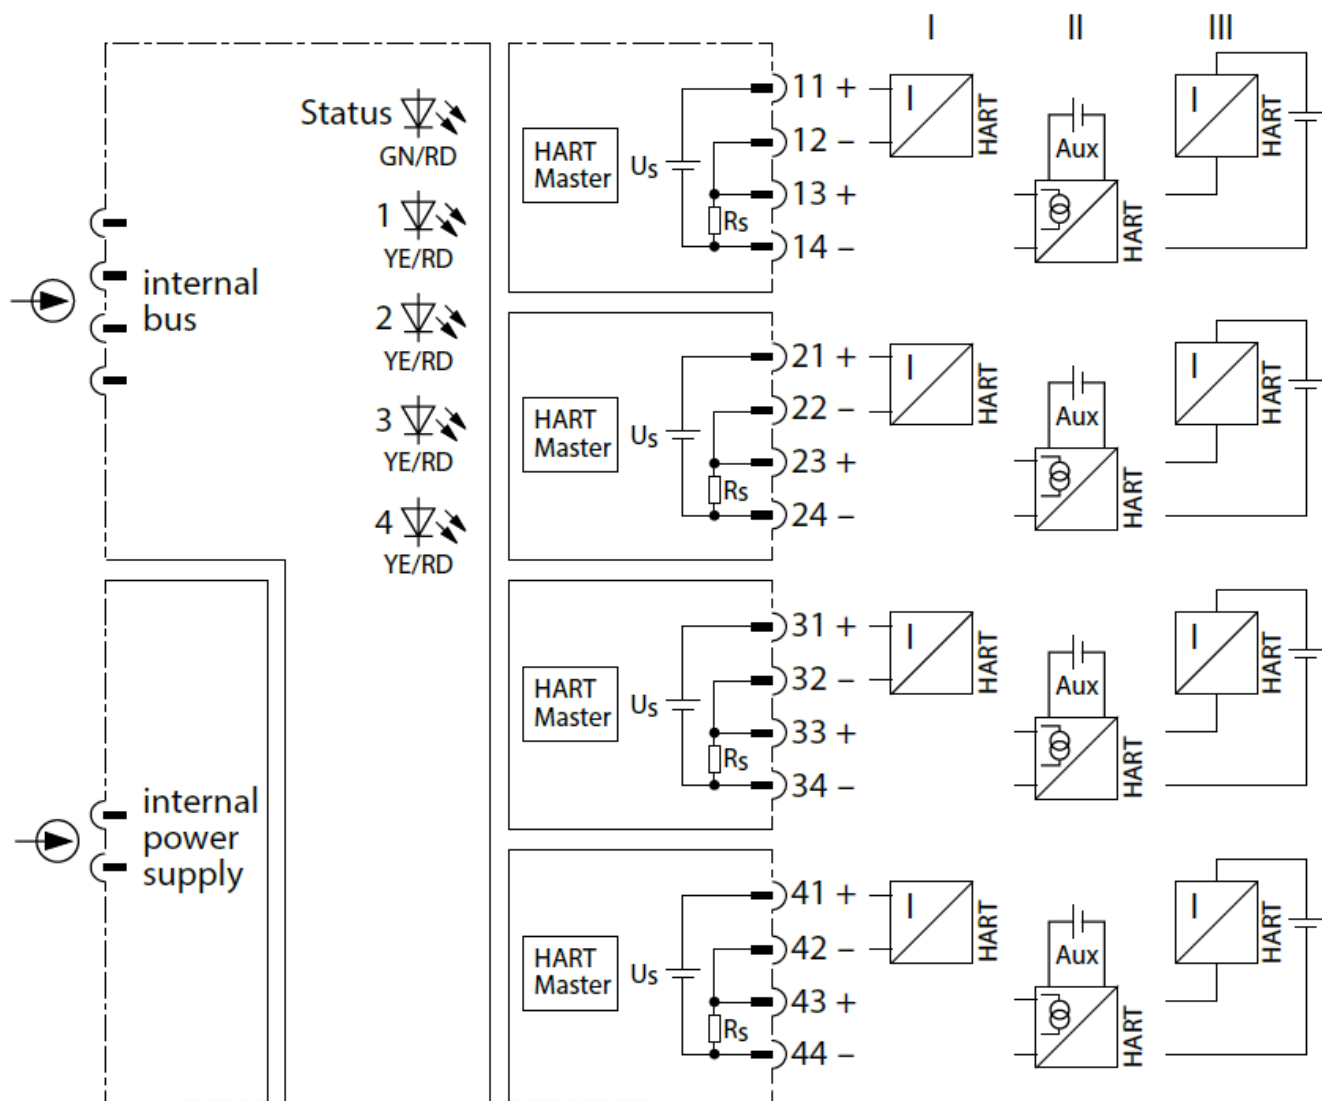 I II III
Status
GN/RD
1
YE/RD
2
YE/RD
3
YE/RD
4
YE/RD
internal
bus
internal
power
supply
HART
Master
Us
Rs
11 +
12 –
13 +
14 –
I
HART
Aux
HART
I
HART
HART
Master
Us
Rs
21 +
22 –
23 +
24 –
I
HART
Aux
HART
I
HART
HART
Master
Us
Rs
31 +
32 –
33 +
34 –
I
HART
Aux
HART
I
HART
HART
Master
Us
Rs
41 +
42 –
43 +
44 –
I
HART
Aux
HART
I
HART